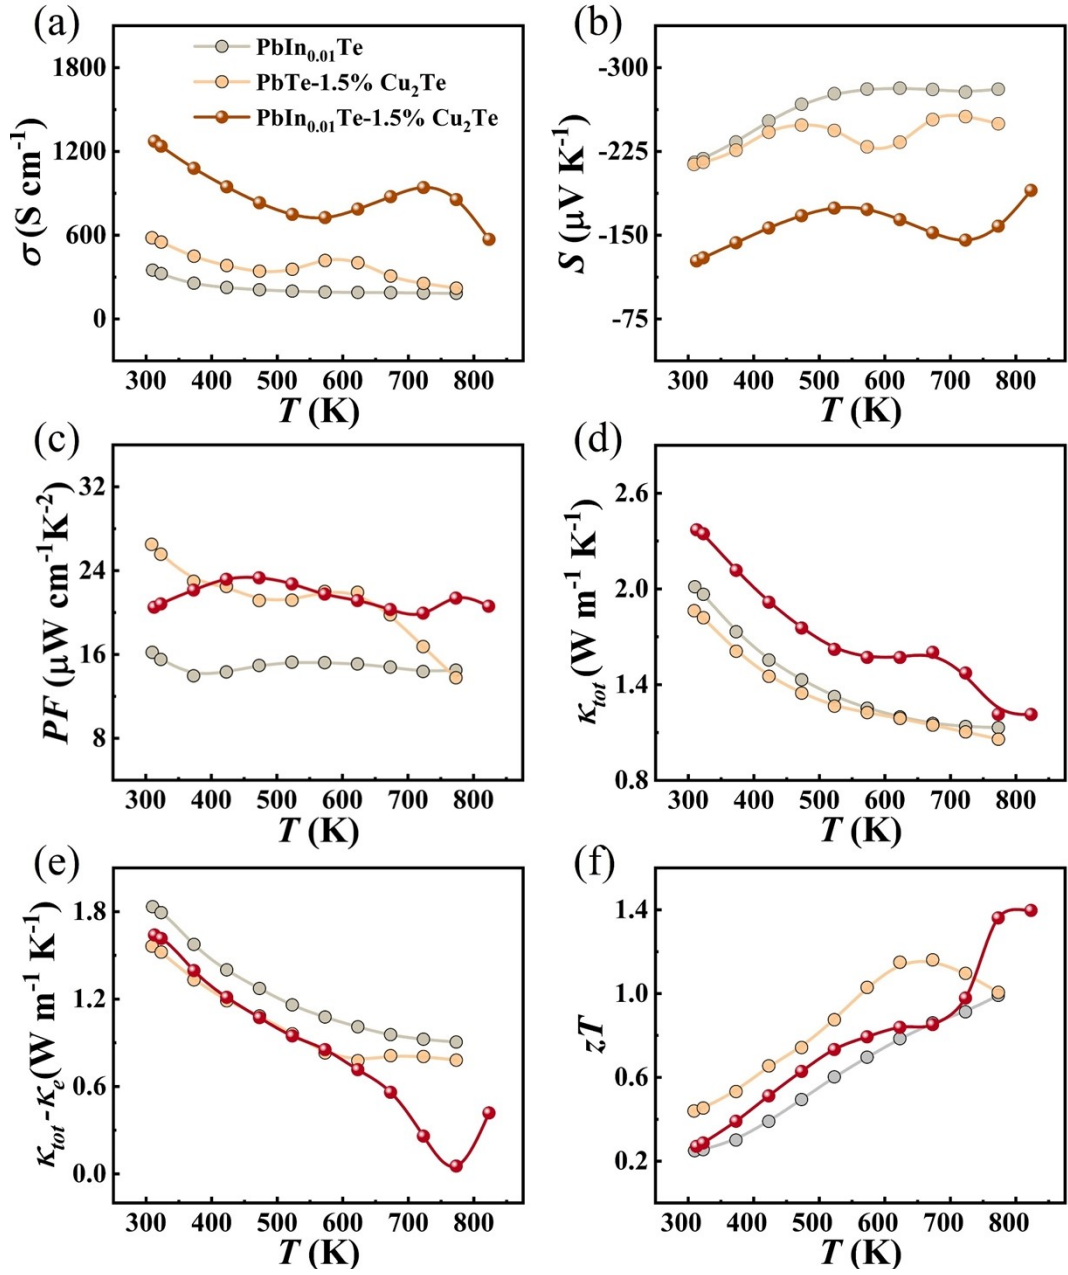 (a)
PbIn0.01Te
PbTe-1.5% Cu2Te
PbIn0.01Te-1.5% Cu2Te
σ (S cm-1)
1800
1200
600
0
300 400 500 600 700 800
T (K)
(b)
S (μV K-1)
-300
-225
-150
-75
300 400 500 600 700 800
T (K)
(c)
PF (μW cm-1K-2)
32
24
16
8
300 400 500 600 700 800
T (K)
(d)
κtot (W m-1 K-1)
2.6
2.0
1.4
0.8
300 400 500 600 700 800
T (K)
(e)
κtot -κe(W m-1 K-1)
1.8
1.2
0.6
0.0
300 400 500 600 700 800
T (K)
(f)
zT
1.4
1.0
0.6
0.2
300 400 500 600 700 800
T (K)